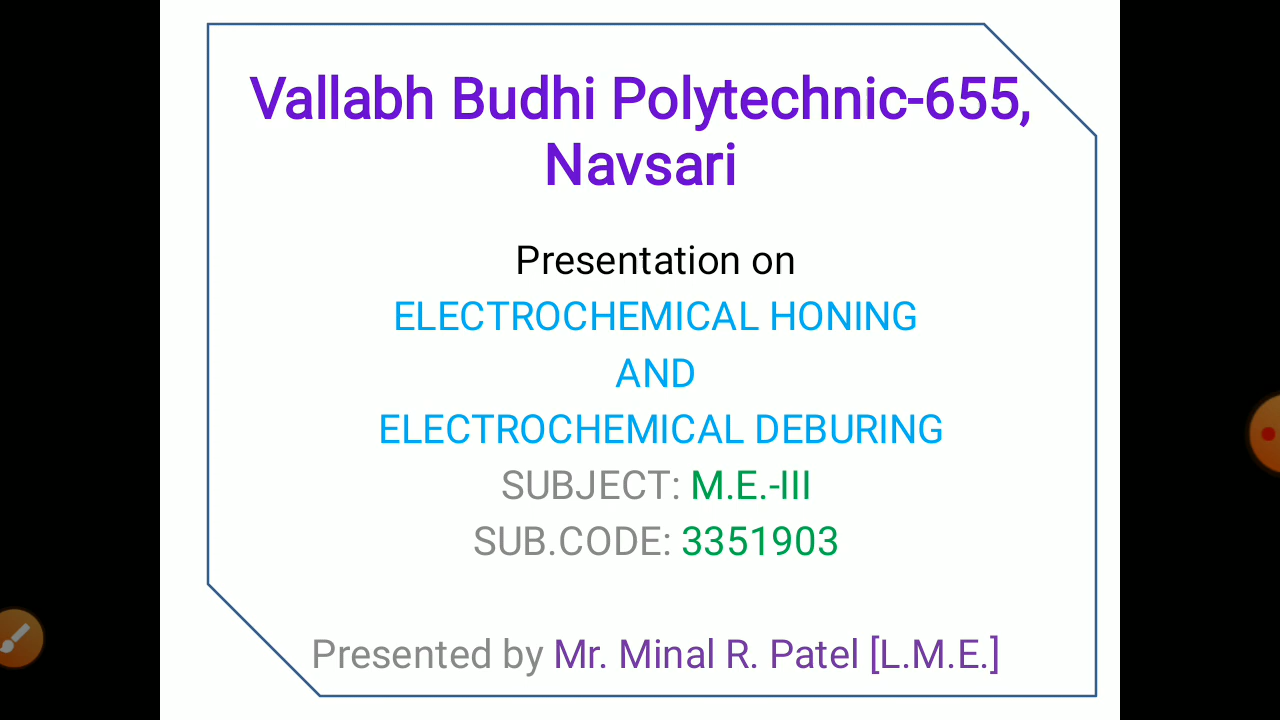 Vallabh Budhi Polytechnic-655,
Navsari
Presentation on
ELECTROCHEMICAL HONING
AND
ELECTROCHEMICAL DEBURING
SUBJECT: M.E.-III
SUB.CODE: 3351903
Presented by Mr. Minal R. Patel [L.M.E.]